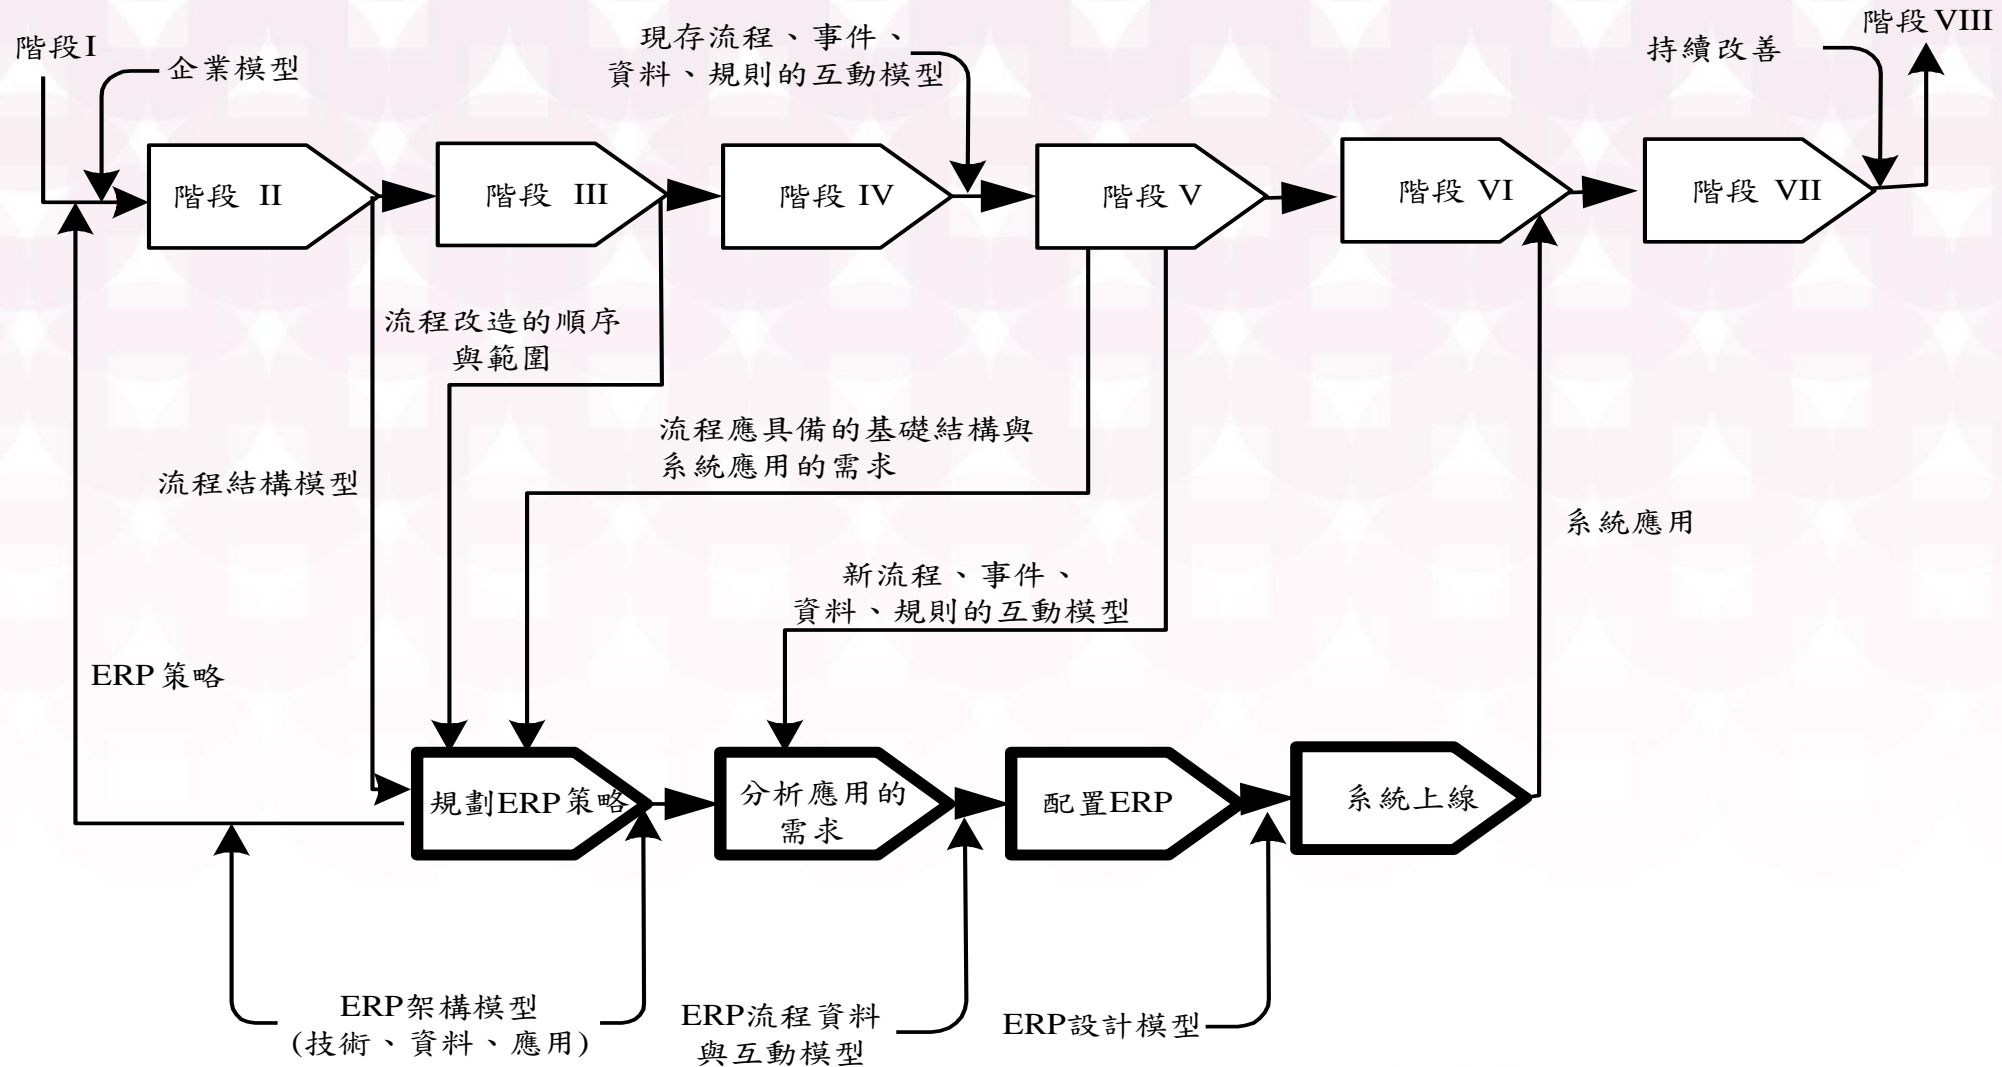 階段I
企業模型
現存流程、事件、
資料、規則的互動模型
持續改善
階段 VIII
階段 II
階段 III
階段 IV
階段 V
階段 VI
階段 VII
流程改造的順序
與範圍
流程應具備的基礎結構與
系統應用的需求
流程結構模型
系統應用
新流程、事件、
資料、規則的互動模型
ERP 策略
規劃ERP 策略
分析應用的
需求
配置ERP
系統上線
ERP架構模型
(技術、資料、應用)
ERP流程資料
與互動模型
ERP設計模型